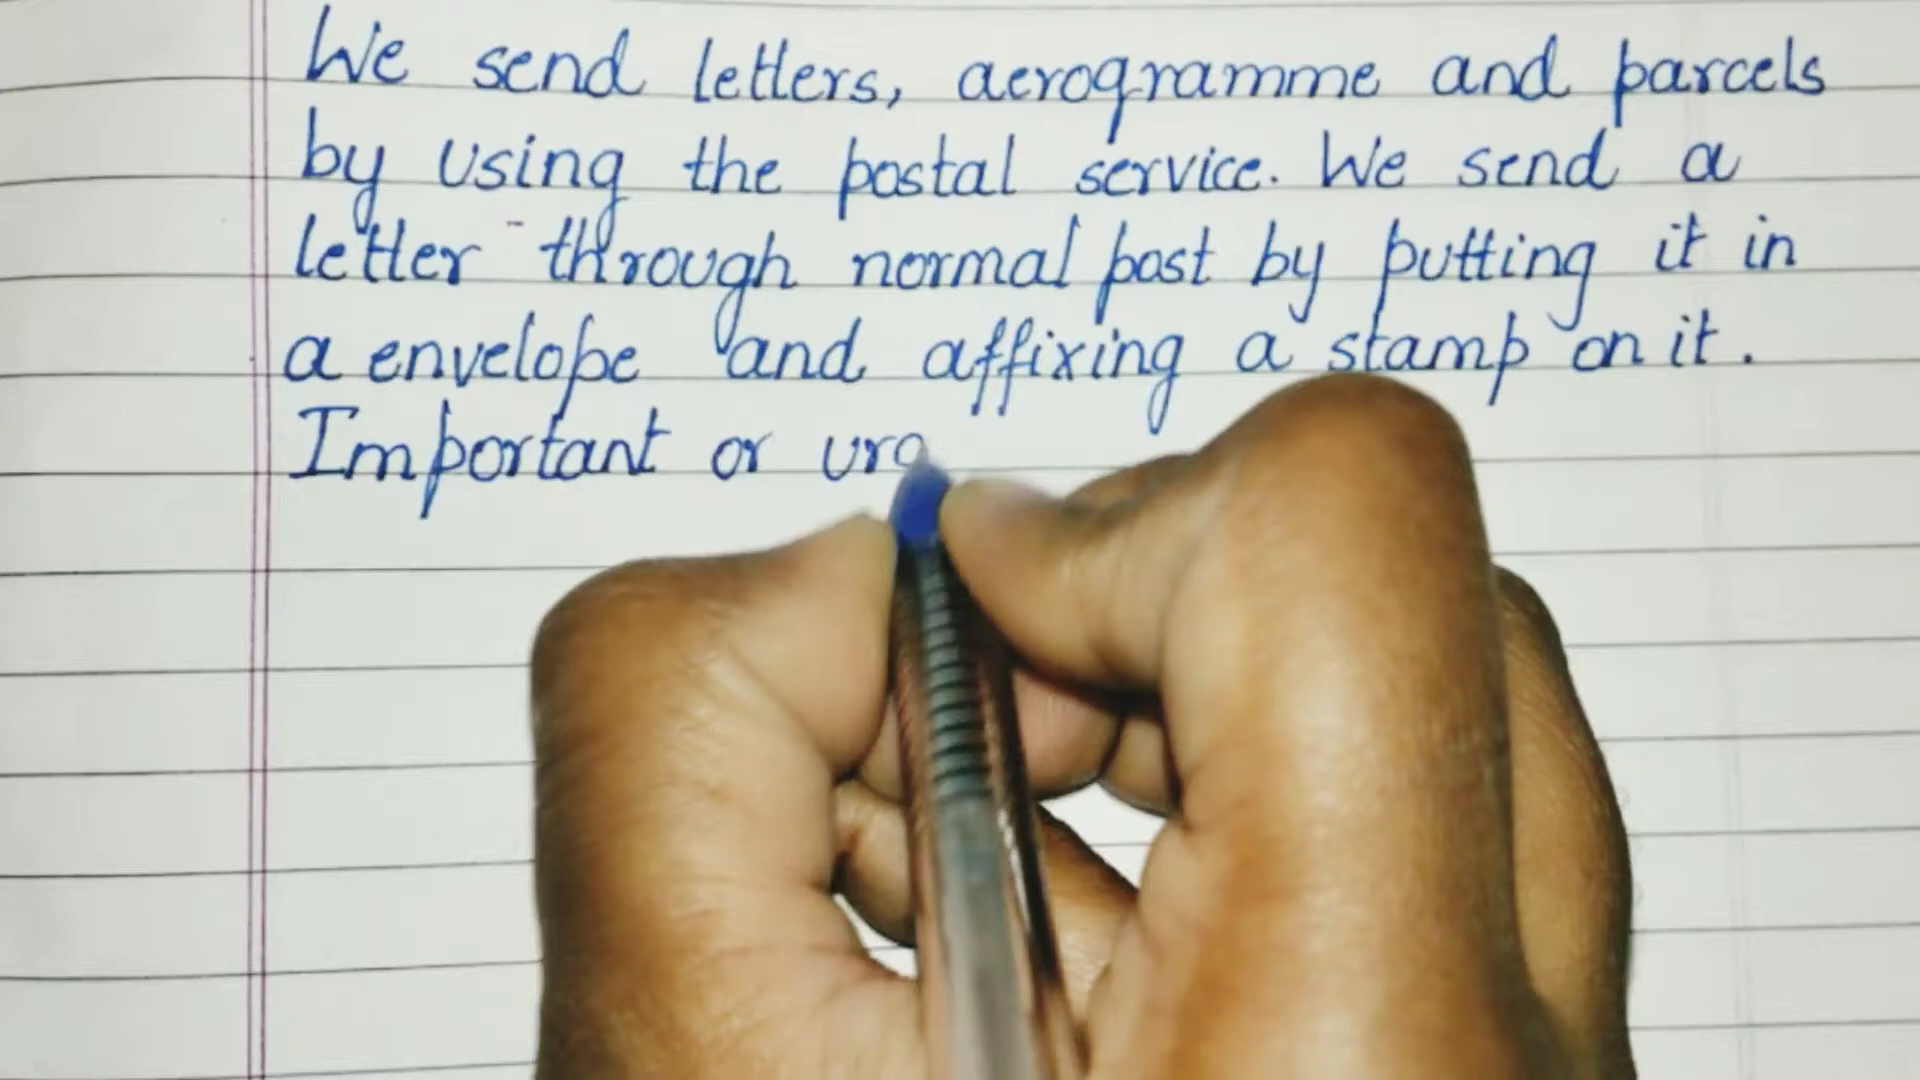 We send letters, aerogramme and parcels
by using the postal service. We send a
letter through normal post by putting it in
a envelope and affixing a stamp on it.
Important or